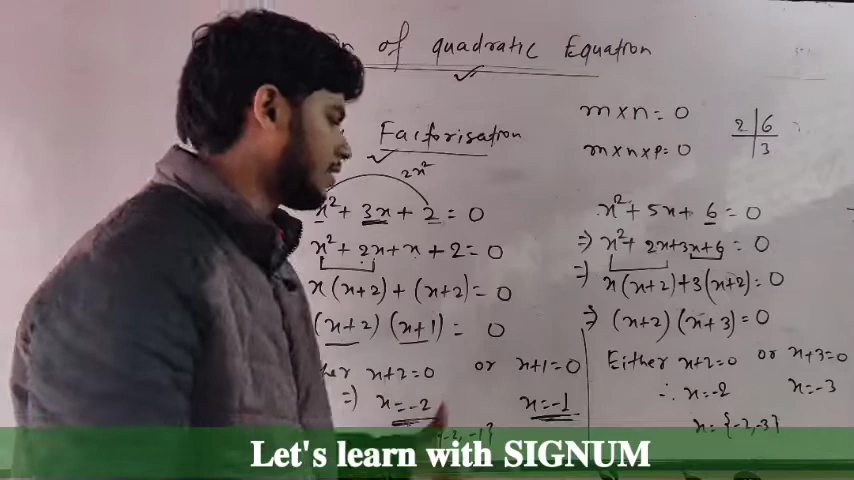 of quadratic Equation
Factorisation
2x²
x² + 3x + 2 = 0
x² + 2x + x + 2 = 0
x(x+2) + (x+2) = 0
(x+2) (x+1) = 0
x+2=0 or x+1=0
⇒ x=-2 x=-1
-2, -1}
m×n=0
m×n×p=0
2 6
3
x² + 5x + 6 = 0
⇒ x² + 2x+3x+6 = 0
⇒ x(x+2)+3(x+2)=0
⇒ (x+2) (x+3)=0
Either x+2=0 or x+3=0
∴ x=-2 x=-3
x={-2,-3}
Let's learn with SIGNUM